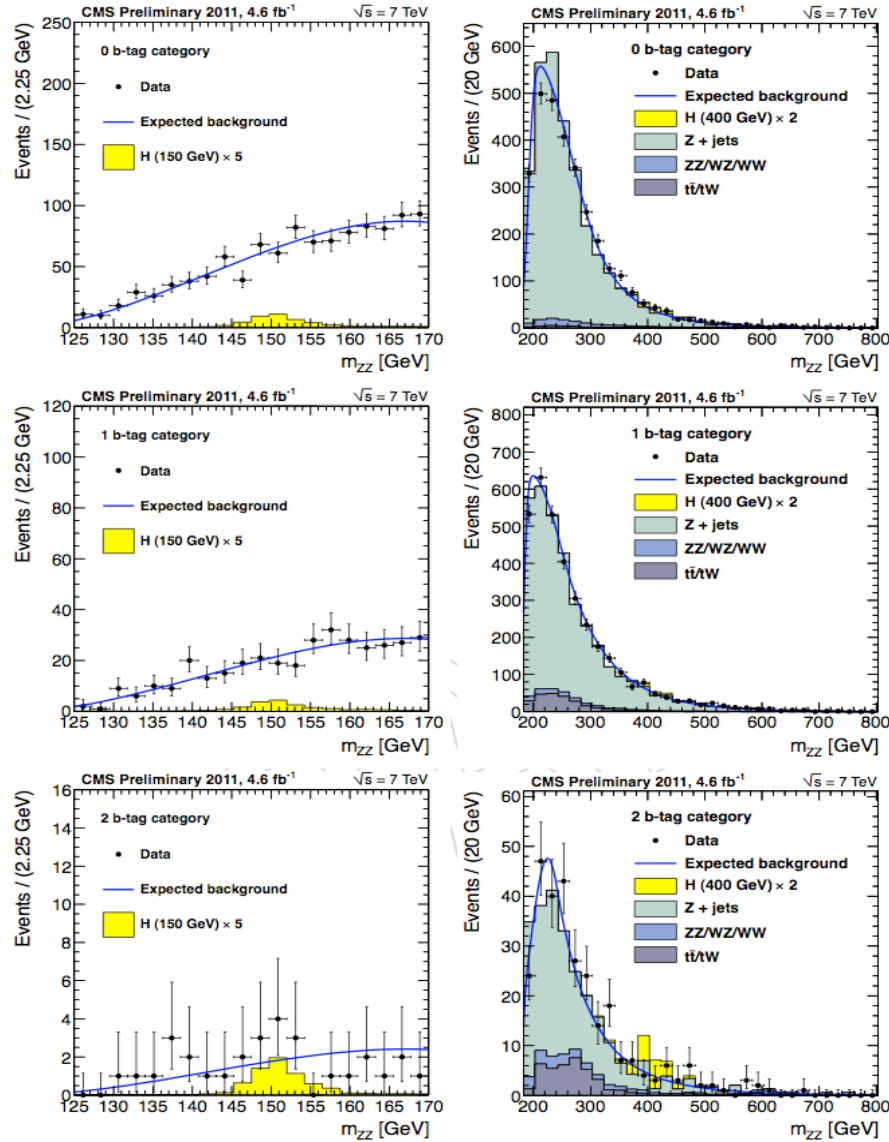 CMS Preliminary 2011, 4.6 fb⁻¹ √s = 7 TeV
Events / (2.25 GeV)
250
200
150
100
50
0
0 b-tag category
Data
Expected background
H (150 GeV) × 5
125 130 135 140 145 150 155 160 165 170
m_ZZ [GeV]
CMS Preliminary 2011, 4.6 fb⁻¹ √s = 7 TeV
Events / (20 GeV)
600
500
400
300
200
100
0
0 b-tag category
Data
Expected background
H (400 GeV) × 2
Z + jets
ZZ/WZ/WW
tt̄/tW
200 300 400 500 600 700 800
m_ZZ [GeV]
CMS Preliminary 2011, 4.6 fb⁻¹ √s = 7 TeV
Events / (2.25 GeV)
120
100
80
60
40
20
0
1 b-tag category
Data
Expected background
H (150 GeV) × 5
125 130 135 140 145 150 155 160 165 170
m_ZZ [GeV]
CMS Preliminary 2011, 4.6 fb⁻¹ √s = 7 TeV
Events / (20 GeV)
800
700
600
500
400
300
200
100
0
1 b-tag category
Data
Expected background
H (400 GeV) × 2
Z + jets
ZZ/WZ/WW
tt̄/tW
200 300 400 500 600 700 800
m_ZZ [GeV]
CMS Preliminary 2011, 4.6 fb⁻¹ √s = 7 TeV
Events / (2.25 GeV)
16
14
12
10
8
6
4
2
0
2 b-tag category
Data
Expected background
H (150 GeV) × 5
125 130 135 140 145 150 155 160 165 170
m_ZZ [GeV]
CMS Preliminary 2011, 4.6 fb⁻¹ √s = 7 TeV
Events / (20 GeV)
60
50
40
30
20
10
0
2 b-tag category
Data
Expected background
H (400 GeV) × 2
Z + jets
ZZ/WZ/WW
tt̄/tW
200 300 400 500 600 700 800
m_ZZ [GeV]